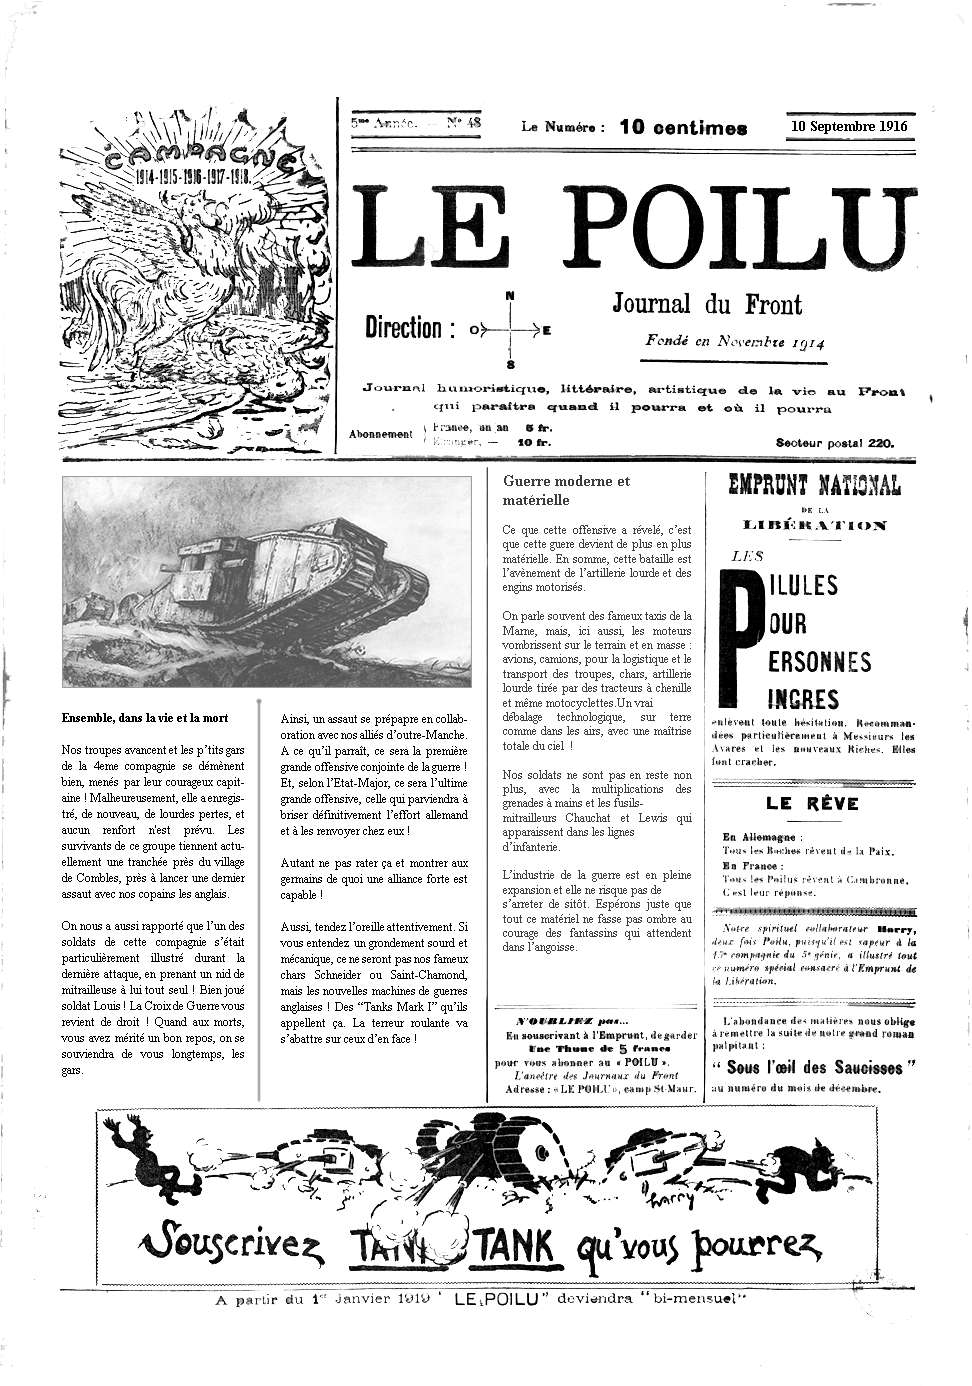 CAMPAGNE
1914-1915-1916-1917-1918.
5me Année. — No 48
Le Numéro : 10 centimes
10 Septembre 1916
LE POILU
Journal du Front
Fondé en Novembre 1914
Direction :
N
O E
S
Journal humoristique, littéraire, artistique de la vie au Front
qui paraîtra quand il pourra et où il pourra
Abonnement
France, un an 5 fr.
Etranger, — 10 fr.
Secteur postal 220.
Ensemble, dans la vie et la mort
Nos troupes avancent et les p'tits gars
de la 4eme compagnie se démènent
bien, menés par leur courageux capit-
aine ! Malheureusement, elle a enregis-
tré, de nouveau, de lourdes pertes, et
aucun renfort n'est prévu. Les
survivants de ce groupe tiennent actu-
ellement une tranchée près du village
de Combles, près à lancer une dernier
assaut avec nos copains les anglais.
On nous a aussi rapporté que l'un des
soldats de cette compagnie s'était
particulièrement illustré durant la
dernière attaque, en prenant un nid de
mitrailleuse à lui tout seul ! Bien joué
soldat Louis ! La Croix de Guerre vous
revient de droit ! Quand aux morts,
vous avez mérité un bon repos, on se
souviendra de vous longtemps, les
gars.
Ainsi, un assaut se prépapre en collab-
oration avec nos alliés d'outre-Manche.
A ce qu'il parraît, ce sera la première
grande offensive conjointe de la guerre !
Et, selon l'Etat-Major, ce sera l'ultime
grande offensive, celle qui parviendra à
briser définitivement l'effort allemand
et à les renvoyer chez eux !
Autant ne pas rater ça et montrer aux
germains de quoi une alliance forte est
capable !
Aussi, tendez l'oreille attentivement. Si
vous entendez un grondement sourd et
mécanique, ce ne seront pas nos fameux
chars Schneider ou Saint-Chamond,
mais les nouvelles machines de guerres
anglaises ! Des “Tanks Mark I” qu'ils
appellent ça. La terreur roulante va
s'abattre sur ceux d'en face !
Guerre moderne et
matérielle
Ce que cette offensive a révelé, c'est
que cette guere devient de plus en plus
matérielle. En somme, cette bataille est
l'avènement de l'artillerie lourde et des
engins motorisés.
On parle souvent des fameux taxis de la
Marne, mais, ici aussi, les moteurs
vombrissent sur le terrain et en masse :
avions, camions, pour la logistique et le
transport des troupes, chars, artillerie
lourde tirée par des tracteurs à chenille
et même motocyclettes.Un vrai
débalage technologique, sur terre
comme dans les airs, avec une maîtrise
totale du ciel !
Nos soldats ne sont pas en reste non
plus, avec la multiplications des
grenades à mains et les fusils-
mitrailleurs Chauchat et Lewis qui
apparaissent dans les lignes
d'infanterie.
L'industrie de la guerre est en pleine
expansion et elle ne risque pas de
s'arreter de sitôt. Espérons juste que
tout ce matériel ne fasse pas ombre au
courage des fantassins qui attendent
dans l'angoisse.
N'OUBLIEZ pas...
En souscrivant à l'Emprunt, de garder
Une Thune de 5 francs
pour vous abonner au « POILU ».
L'ancêtre des Journaux du Front
Adresse : « LE POILU », camp St-Maur.
EMPRUNT NATIONAL
DE LA
LIBÉRATION
LES
PILULES
POUR
PERSONNES
PINGRES
enlèvent toute hésitation. Recomman-
dées particulièrement à Messieurs les
Avares et les nouveaux Riches. Elles
font cracher.
LE RÊVE
En Allemagne :
Tous les Boches rêvent de la Paix.
En France :
Tous les Poilus rêvent à Cambronne.
C'est leur réponse.
Notre spirituel collaborateur Harry,
deux fois Poilu, puisqu'il est sapeur à la
15e compagnie du 5e génie, a illustré tout
ce numéro spécial consacré à l'Emprunt de
la Libération.
L'abondance des matières nous oblige
à remettre la suite de notre grand roman
palpitant :
“ Sous l'œil des Saucisses ”
au numéro du mois de décembre.
Harry
Souscrivez TANK TANK qu'vous pourrez
A partir du 1er Janvier 1919 " LE POILU" deviendra "bi-mensuel"